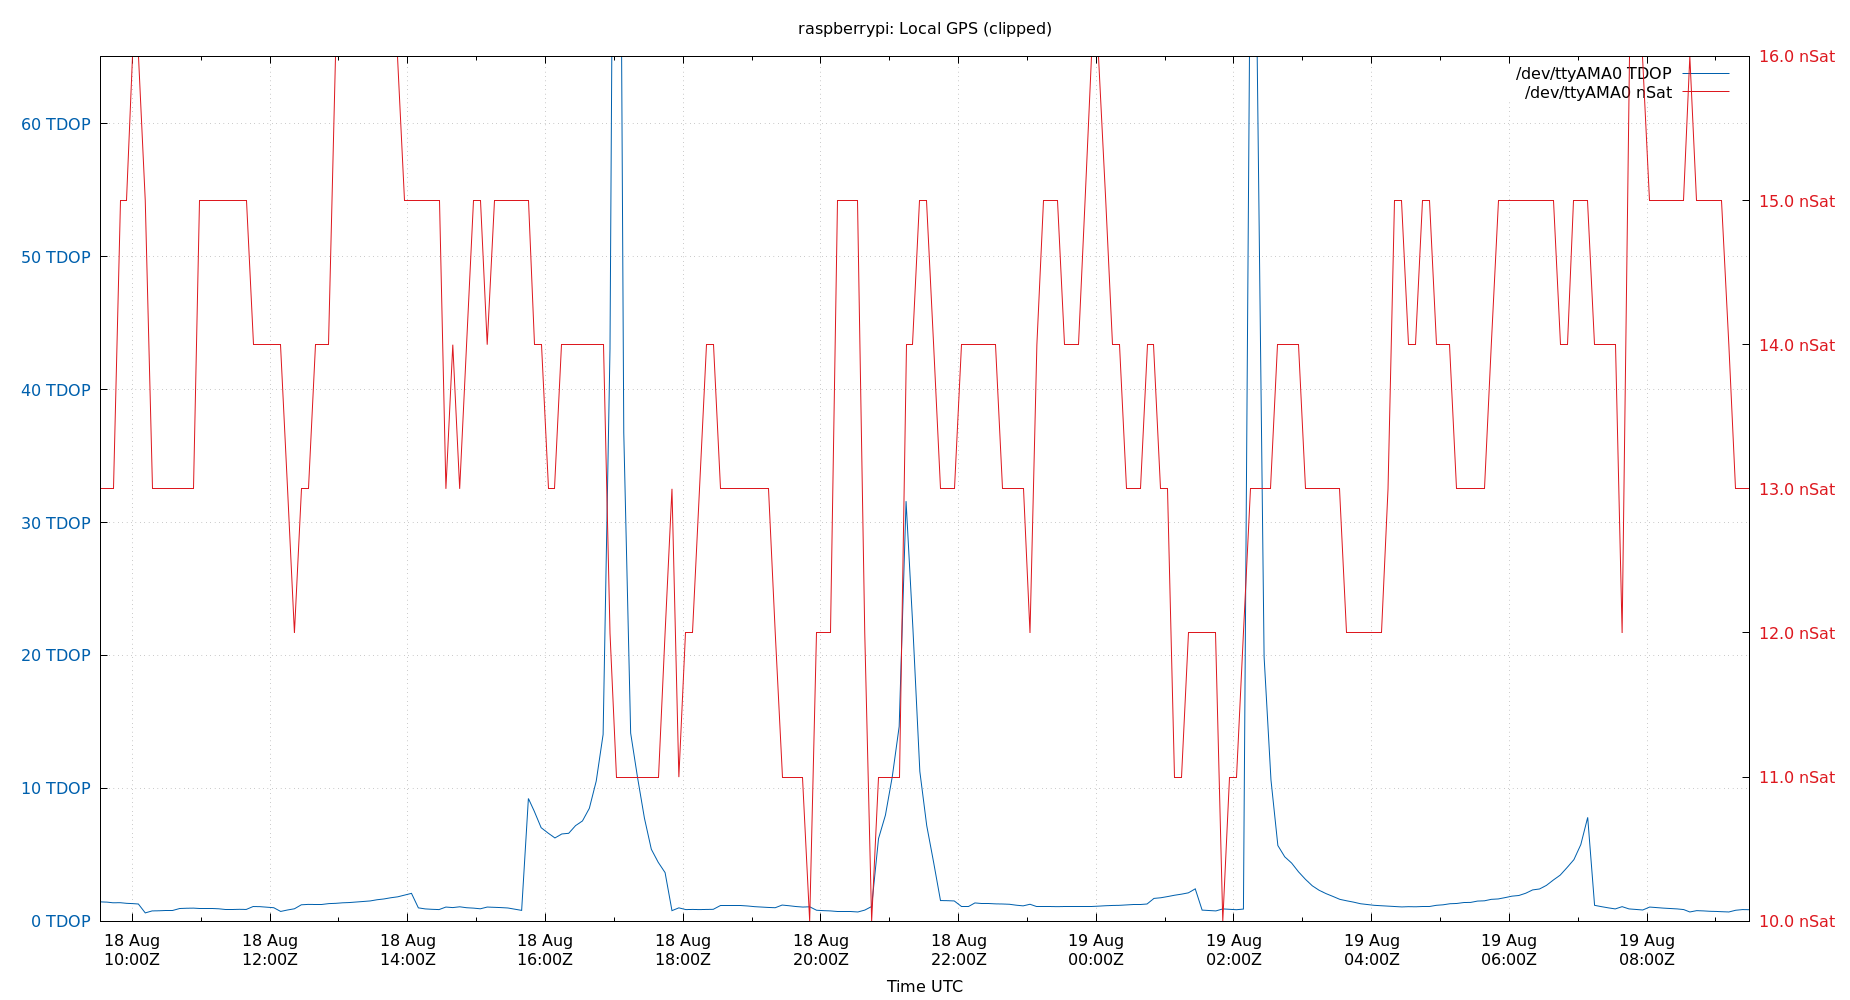 raspberrypi: Local GPS (clipped)
/dev/ttyAMA0 TDOP
/dev/ttyAMA0 nSat
60 TDOP
50 TDOP
40 TDOP
30 TDOP
20 TDOP
10 TDOP
0 TDOP
16.0 nSat
15.0 nSat
14.0 nSat
13.0 nSat
12.0 nSat
11.0 nSat
10.0 nSat
18 Aug
10:00Z
18 Aug
12:00Z
18 Aug
14:00Z
18 Aug
16:00Z
18 Aug
18:00Z
18 Aug
20:00Z
18 Aug
22:00Z
19 Aug
00:00Z
19 Aug
02:00Z
19 Aug
04:00Z
19 Aug
06:00Z
19 Aug
08:00Z
Time UTC